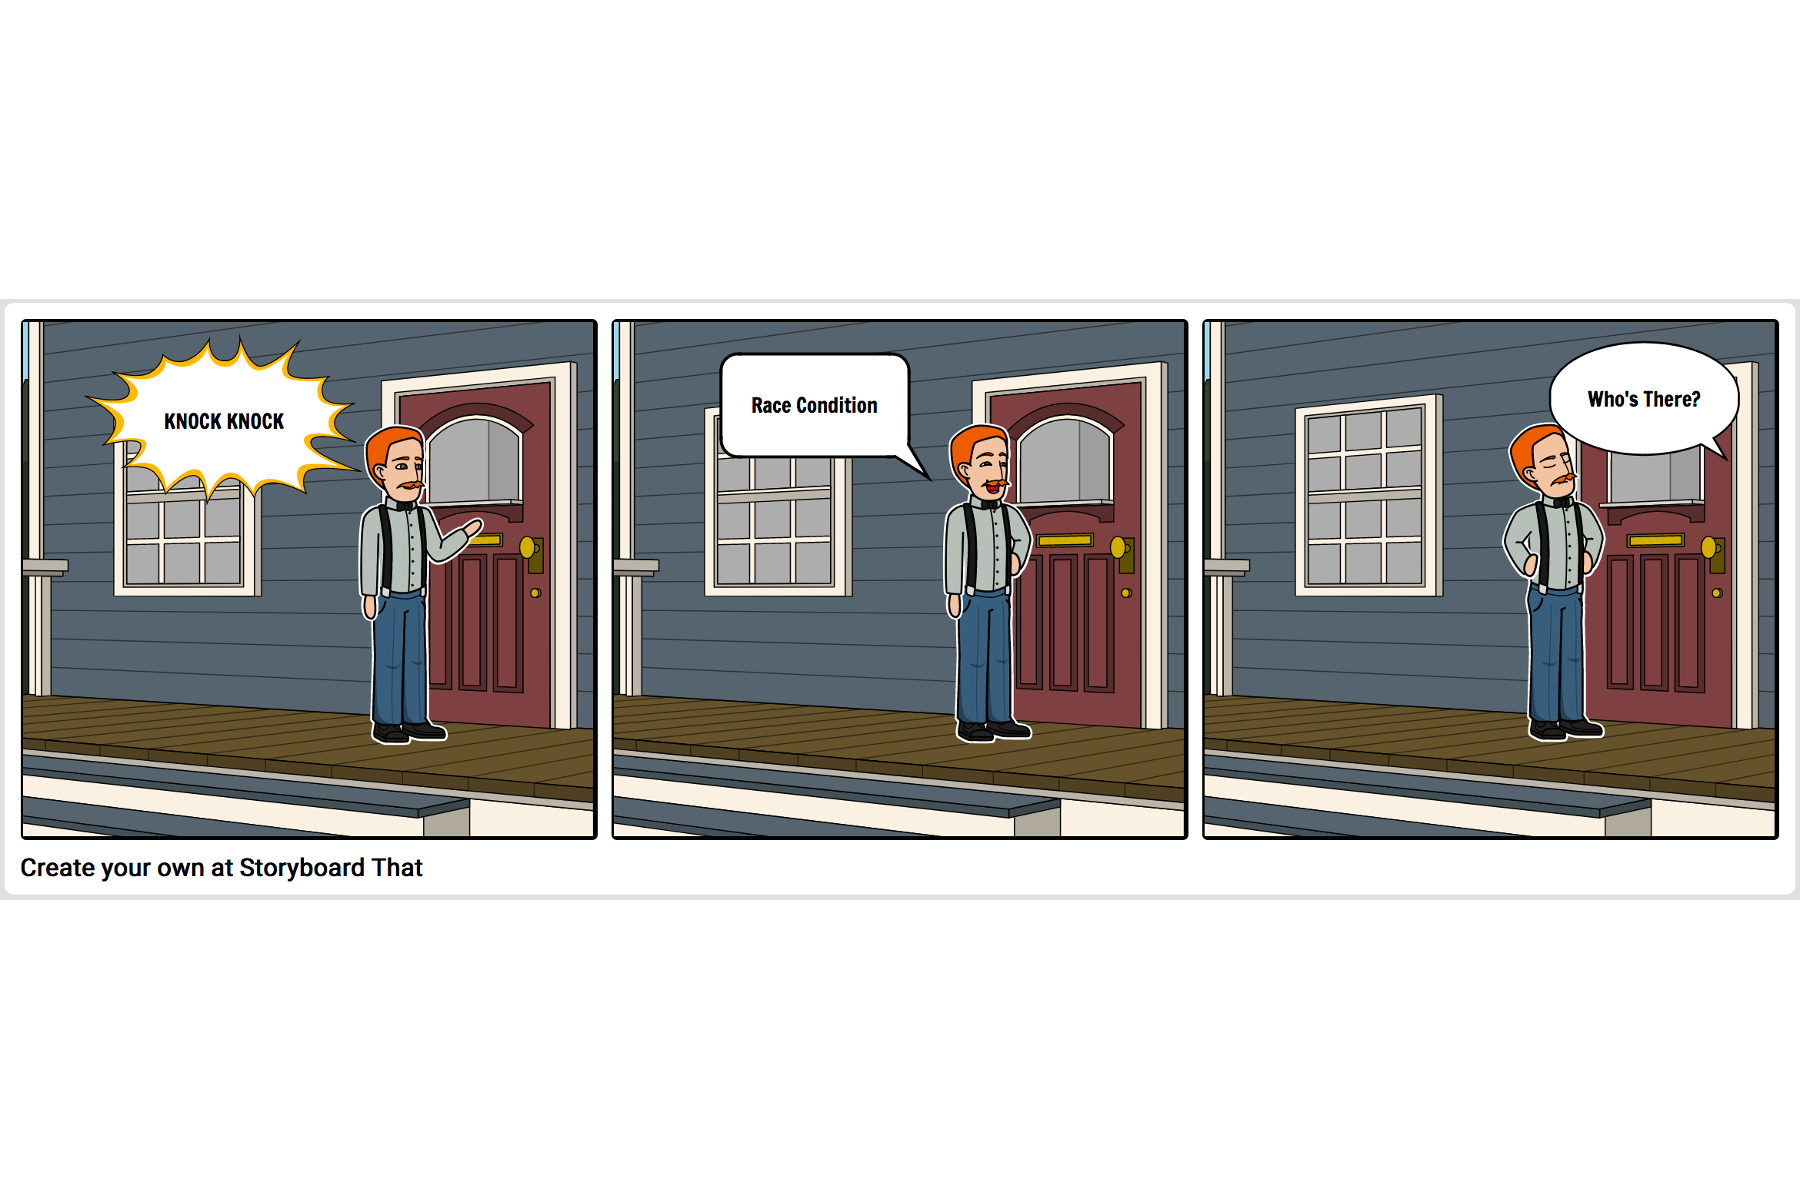 KNOCK KNOCK
Race Condition
Who's There?
Create your own at Storyboard That